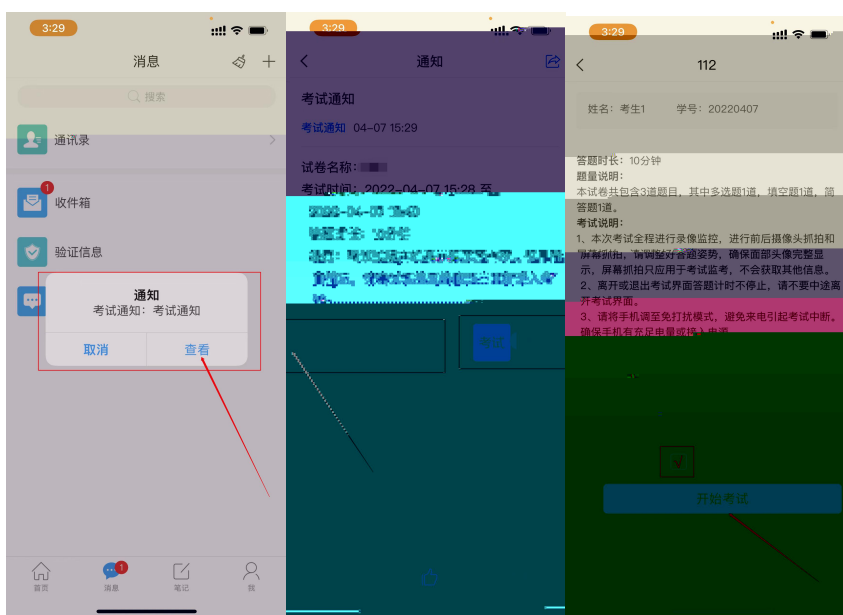 3:29
消息
搜索
通讯录
1
收件箱
验证信息
通知
考试通知：考试通知
取消
查看
首页
1
消息
笔记
我
3:29
通知
考试通知
考试通知 04-07 15:29
试卷名称：
考试时间：2022-04-07 15:28 至
3:29
112
姓名：考生1 学号：20220407
答题时长：10分钟
题量说明：
本试卷共包含3道题目，其中多选题1道，填空题1道，简
答题1道。
考试说明：
1、本次考试全程进行录像监控，进行前后摄像头抓拍和
屏幕抓拍，请调整好答题姿势，确保面部头像完整显
示，屏幕抓拍只应用于考试监考，不会获取其他信息。
2、离开或退出考试界面答题计时不停止，请不要中途离
开考试界面。
3、请将手机调至免打扰模式，避免来电引起考试中断。
确保手机有充足电量或接入电源
开始考试